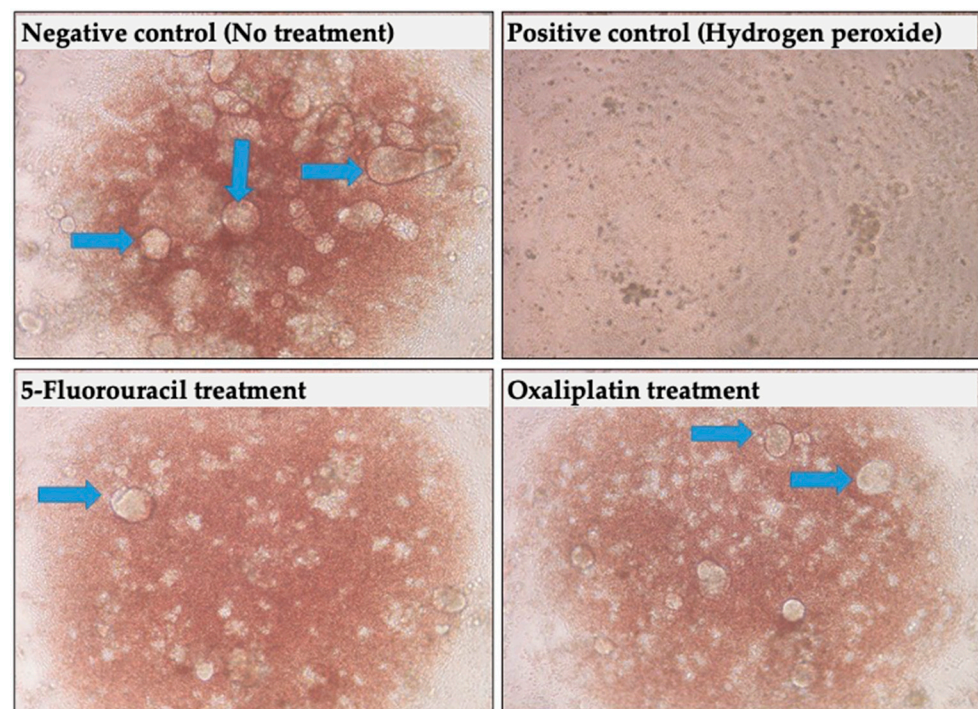 Negative control (No treatment)
Positive control (Hydrogen peroxide)
5-Fluorouracil treatment
Oxaliplatin treatment